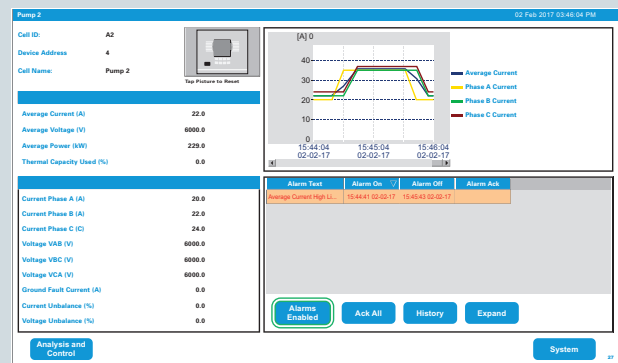 Pump 2 02 Feb 2017 03:46:04 PM
Cell ID: A2
Device Address 4
Cell Name: Pump 2
Tap Picture to Reset
Average Current (A) 22.0
Average Voltage (V) 6000.0
Average Power (kW) 229.0
Thermal Capacity Used (%) 0.0
Current Phase A (A) 20.0
Current Phase B (A) 22.0
Current Phase C (C) 24.0
Voltage VAB (V) 6000.0
Voltage VBC (V) 6000.0
Voltage VCA (V) 6000.0
Ground Fault Current (A) 0.0
Current Unbalance (%) 0.0
Voltage Unbalance (%) 0.0
[A] 0
40
30
20
10
0
15:44:04 15:45:04 15:46:04
02-02-17 02-02-17 02-02-17
Average Current
Phase A Current
Phase B Current
Phase C Current
Alarm Text Alarm On Alarm Off Alarm Ack
Average Current High Li... 15:44:41 02-02-17 15:45:43 02-02-17
Alarms
Enabled
Ack All
History
Expand
Analysis and
Control
System
27